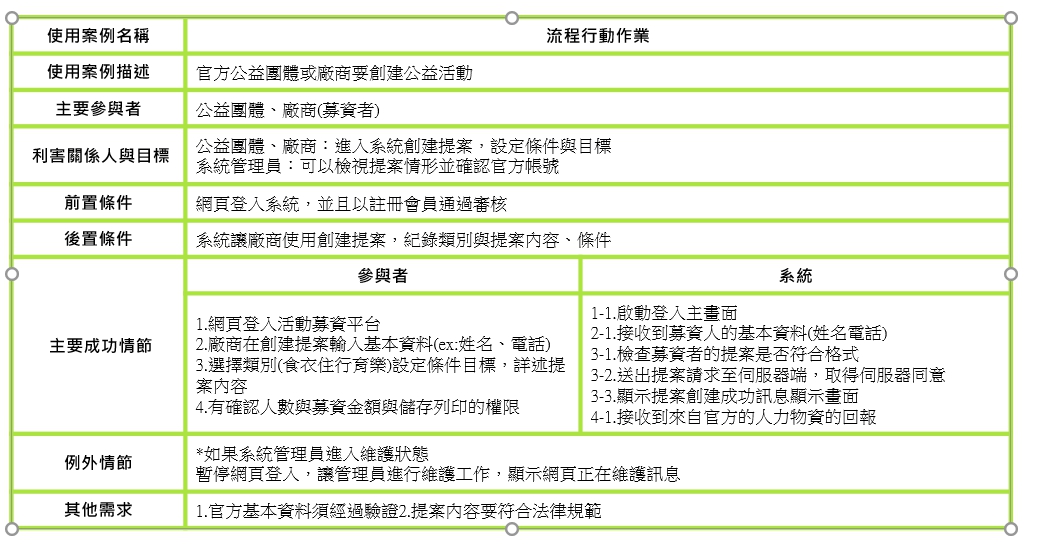 使用案例名稱 流程行動作業
使用案例描述 官方公益團體或廠商要創建公益活動
主要參與者 公益團體、廠商(募資者)
利害關係人與目標 公益團體、廠商：進入系統創建提案，設定條件與目標
系統管理員：可以檢視提案情形並確認官方帳號
前置條件 網頁登入系統，並且以註冊會員通過審核
後置條件 系統讓廠商使用創建提案，紀錄類別與提案內容、條件
主要成功情節
參與者
1.網頁登入活動募資平台
2.廠商在創建提案輸入基本資料(ex:姓名、電話)
3.選擇類別(食衣住行育樂)設定條件目標，詳述提
案內容
4.有確認人數與募資金額與儲存列印的權限
系統
1-1.啟動登入主畫面
2-1.接收到募資人的基本資料(姓名電話)
3-1.檢查募資者的提案是否符合格式
3-2.送出提案請求至伺服器端，取得伺服器同意
3-3.顯示提案創建成功訊息顯示畫面
4-1.接收到來自官方的人力物資的回報
例外情節 *如果系統管理員進入維護狀態
暫停網頁登入，讓管理員進行維護工作，顯示網頁正在維護訊息
其他需求 1.官方基本資料須經過驗證2.提案內容要符合法律規範